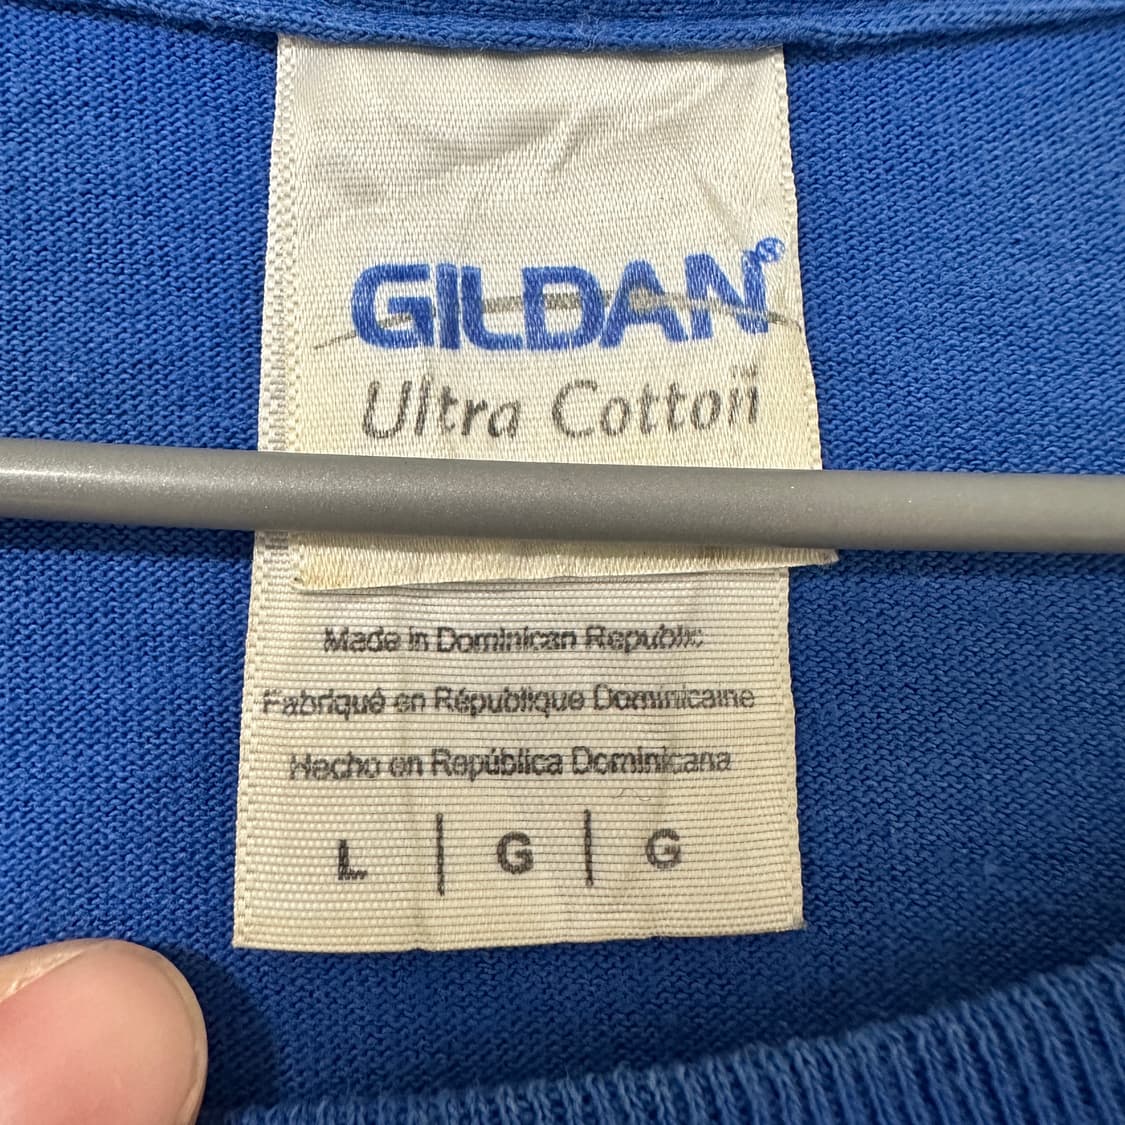 GILDAN®
Ultra Cotton
Made in Dominican Republic
Fabriqué en République Dominicaine
Hecho en República Dominicana
L | G | G